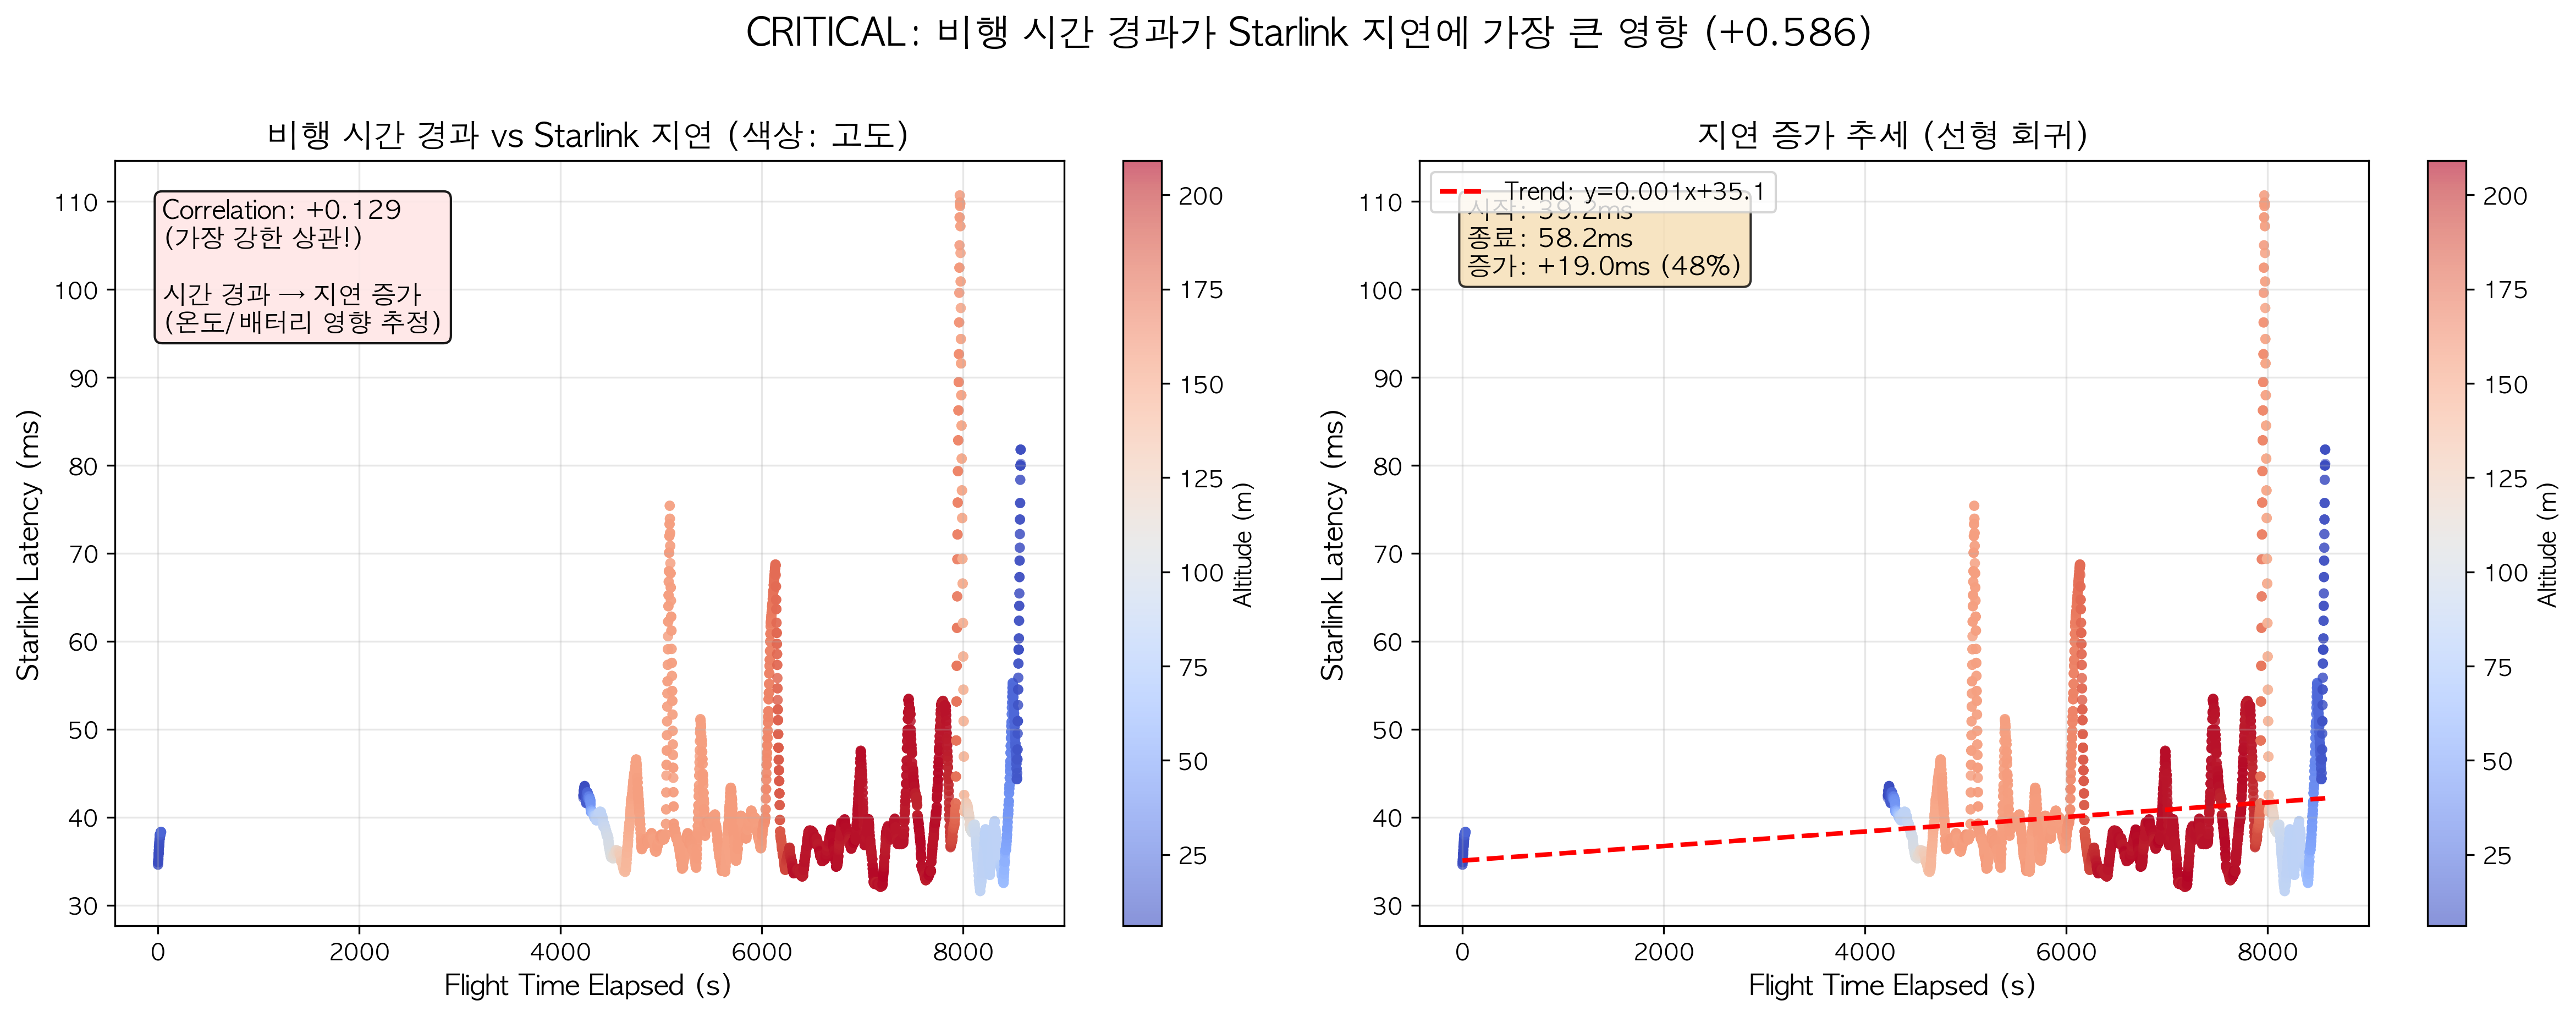 CRITICAL: 비행 시간 경과가 Starlink 지연에 가장 큰 영향 (+0.586)
비행 시간 경과 vs Starlink 지연 (색상: 고도)
Starlink Latency (ms)
110
100
90
80
70
60
50
40
30
Correlation: +0.129
(가장 강한 상관!)
시간 경과 → 지연 증가
(온도/배터리 영향 추정)
0
2000
4000
6000
8000
Flight Time Elapsed (s)
200
175
150
125
100
75
50
25
Altitude (m)
지연 증가 추세 (선형 회귀)
Starlink Latency (ms)
110
100
90
80
70
60
50
40
30
Trend: y=0.001x+35.1
시작: 39.2ms
종료: 58.2ms
증가: +19.0ms (48%)
0
2000
4000
6000
8000
Flight Time Elapsed (s)
200
175
150
125
100
75
50
25
Altitude (m)